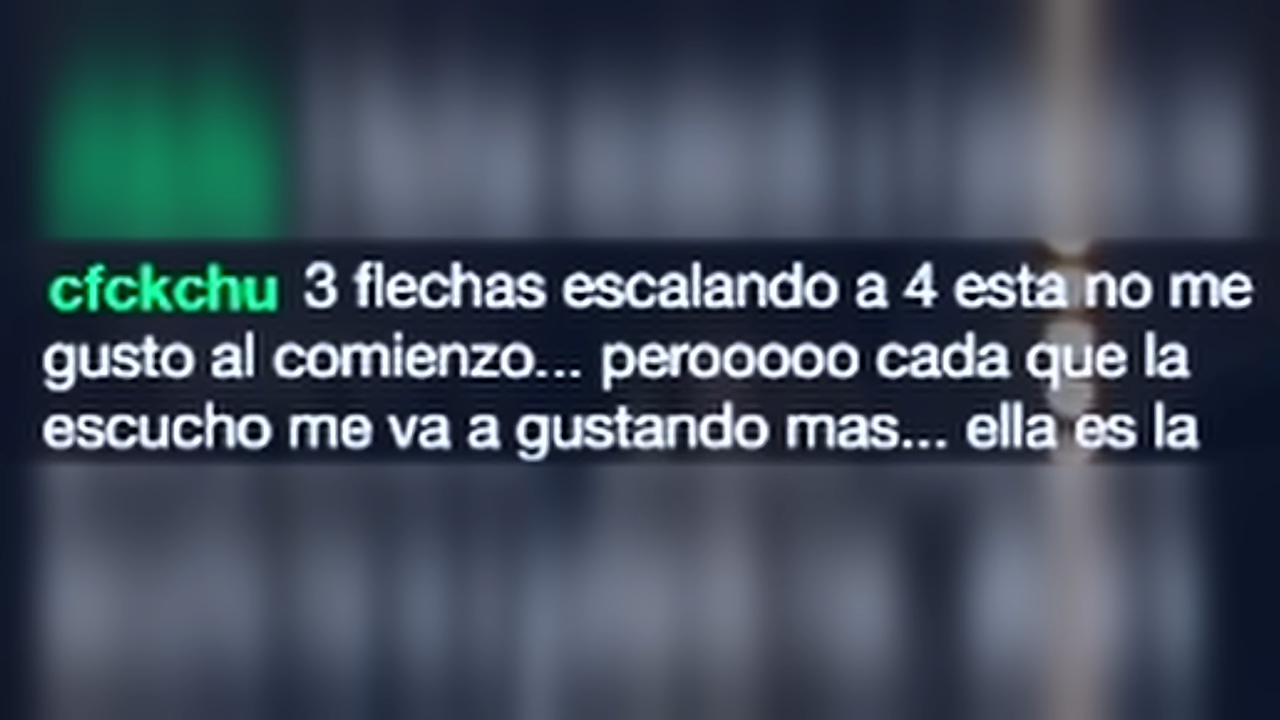 cfckchu 3 flechas escalando a 4 esta no me
gusto al comienzo... perooooo cada que la
escucho me va a gustando mas... ella es la